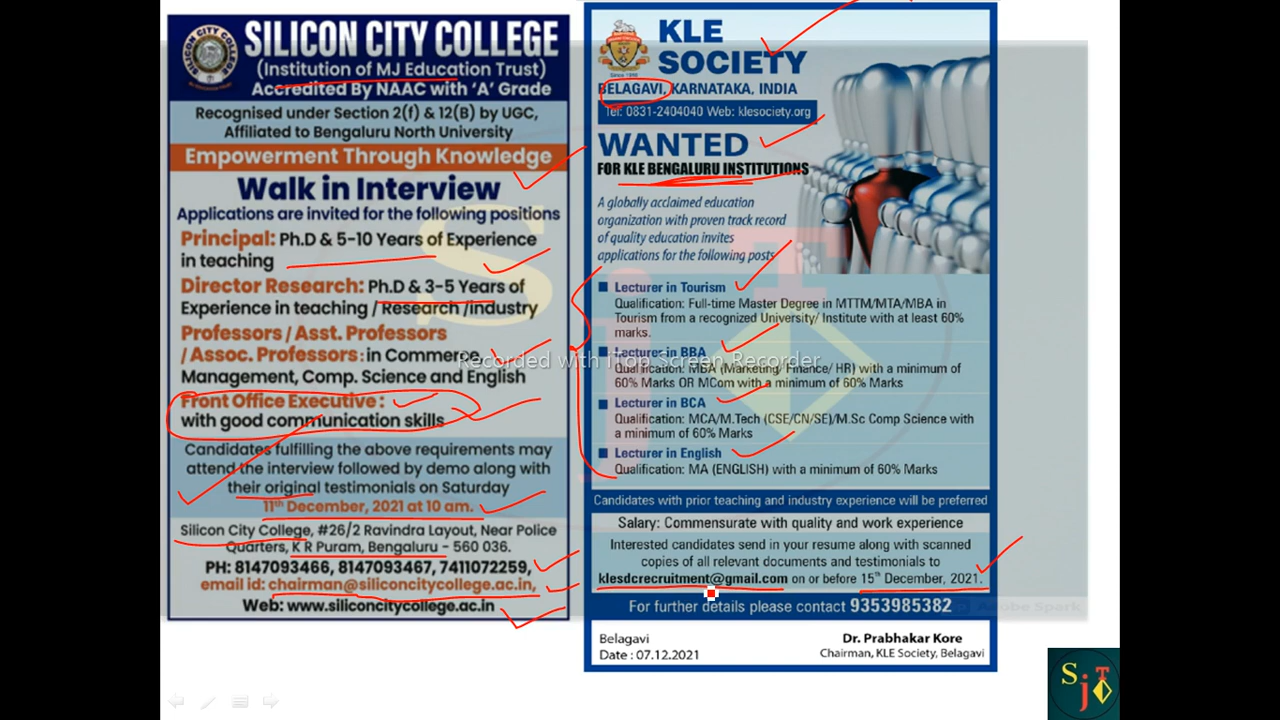 SILICON CITY COLLEGE
(Institution of MJ Education Trust)
Accredited By NAAC with 'A' Grade
Recognised under Section 2(f) & 12(B) by UGC,
Affiliated to Bengaluru North University
Empowerment Through Knowledge
Walk in Interview
Applications are invited for the following positions
Principal: Ph.D & 5-10 Years of Experience
in teaching
Director Research: Ph.D & 3-5 Years of
Experience in teaching / Research /industry
Professors / Asst. Professors
/ Assoc. Professors : in Commerce,
Management, Comp. Science and English
Front Office Executive :
with good communication skills
Candidates fulfilling the above requirements may
attend the interview followed by demo along with
their original testimonials on Saturday
11th December, 2021 at 10 am.
Silicon City College, #26/2 Ravindra Layout, Near Police
Quarters, K R Puram, Bengaluru - 560 036.
PH: 8147093466, 8147093467, 7411072259,
email id: chairman@siliconcitycollege.ac.in,
Web: www.siliconcitycollege.ac.in
KLE
SOCIETY
Since 1916
BELAGAVI, KARNATAKA, INDIA
Tel: 0831-2404040 Web: klesociety.org
WANTED
FOR KLE BENGALURU INSTITUTIONS
A globally acclaimed education
organization with proven track record
of quality education invites
applications for the following posts
Lecturer in Tourism
Qualification: Full-time Master Degree in MTTM/MTA/MBA in
Tourism from a recognized University/ Institute with at least 60%
marks.
Lecturer in BBA
Qualification: MBA (Marketing/ Finance/ HR) with a minimum of
60% Marks OR MCom with a minimum of 60% Marks
Lecturer in BCA
Qualification: MCA/M.Tech (CSE/CN/SE)/M.Sc Comp Science with
a minimum of 60% Marks
Lecturer in English
Qualification: MA (ENGLISH) with a minimum of 60% Marks
Candidates with prior teaching and industry experience will be preferred
Salary: Commensurate with quality and work experience
Interested candidates send in your resume along with scanned
copies of all relevant documents and testimonials to
klesdcrecruitment@gmail.com on or before 15th December, 2021.
For further details please contact 9353985382
Belagavi
Date : 07.12.2021
Dr. Prabhakar Kore
Chairman, KLE Society, Belagavi
Recorded with iTop Screen Recorder
Adobe Spark
S j T
S j T